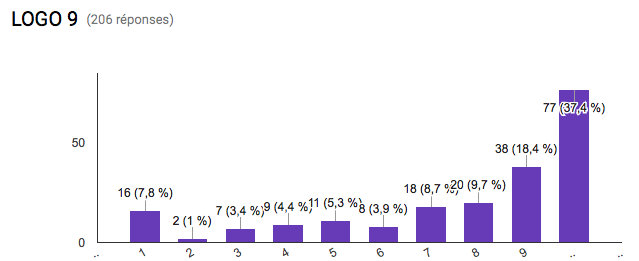 LOGO 9 (206 réponses)
77 (37,4 %)
50
38 (18,4 %)
16 (7,8 %)
18 (8,7 %)
20 (9,7 %)
2 (1 %)
7 (3,4 %)
9 (4,4 %)
11 (5,3 %)
8 (3,9 %)
0
.. 1 2 3 4 5 6 7 8 9 .. ..